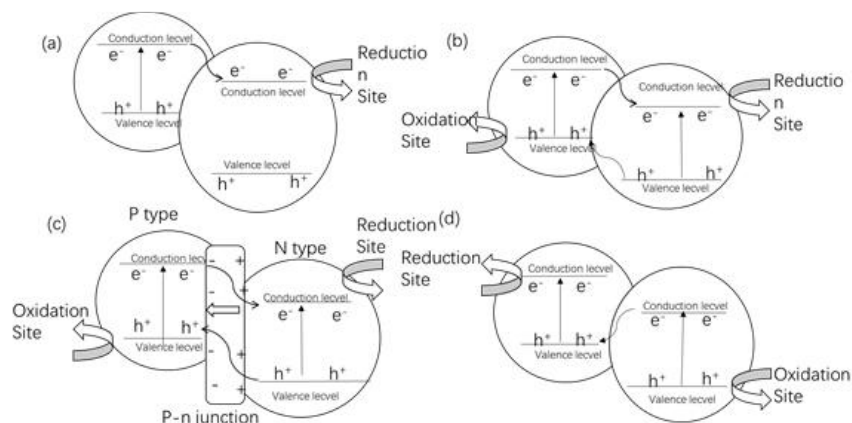 (a)
Conduction lecvel
e⁻ e⁻
h⁺ h⁺
Valence lecvel
e⁻ e⁻
Conduction lecvel
Valence lecvel
h⁺ h⁺
Reductio
n
Site
(b)
Conduction lecvel
e⁻ e⁻
Oxidation
Site
h⁺ h⁺
Valence lecvel
Conduction lecvel
e⁻ e⁻
h⁺ h⁺
Valence lecvel
Reductio
n
Site
(c)
P type
Conduction lecvel
e⁻ e⁻
Oxidation
Site
h⁺ h⁺
Valence lecvel
- +
- +
- +
- +
P-n junction
N type
Reduction
Site
Conduction lecvel
e⁻ e⁻
h⁺ h⁺
Valence lecvel
(d)
Reduction
Site
Conduction lecvel
e⁻ e⁻
h⁺ h⁺
Valence lecvel
Conduction lecvel
e⁻ e⁻
h⁺ h⁺
Valence lecvel
Oxidation
Site